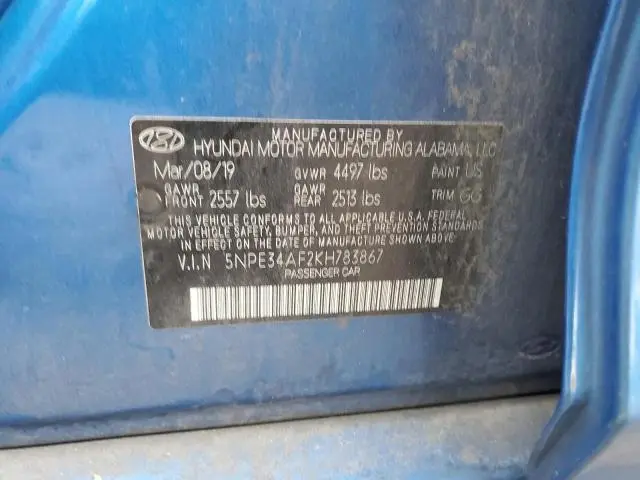 MANUFACTURED BY
HYUNDAI MOTOR MANUFACTURING ALABAMA, LLC
Mar/08/19 GVWR 4497 lbs PAINT
GAWR FRONT 2557 lbs GAWR REAR 2513 lbs TRIM GG
THIS VEHICLE CONFORMS TO ALL APPLICABLE U.S.A. FEDERAL
MOTOR VEHICLE SAFETY, BUMPER, AND THEFT PREVENTION STANDARDS
IN EFFECT ON THE DATE OF MANUFACTURE SHOWN ABOVE.
V.I.N 5NPE34AF2KH783867
PASSENGER CAR